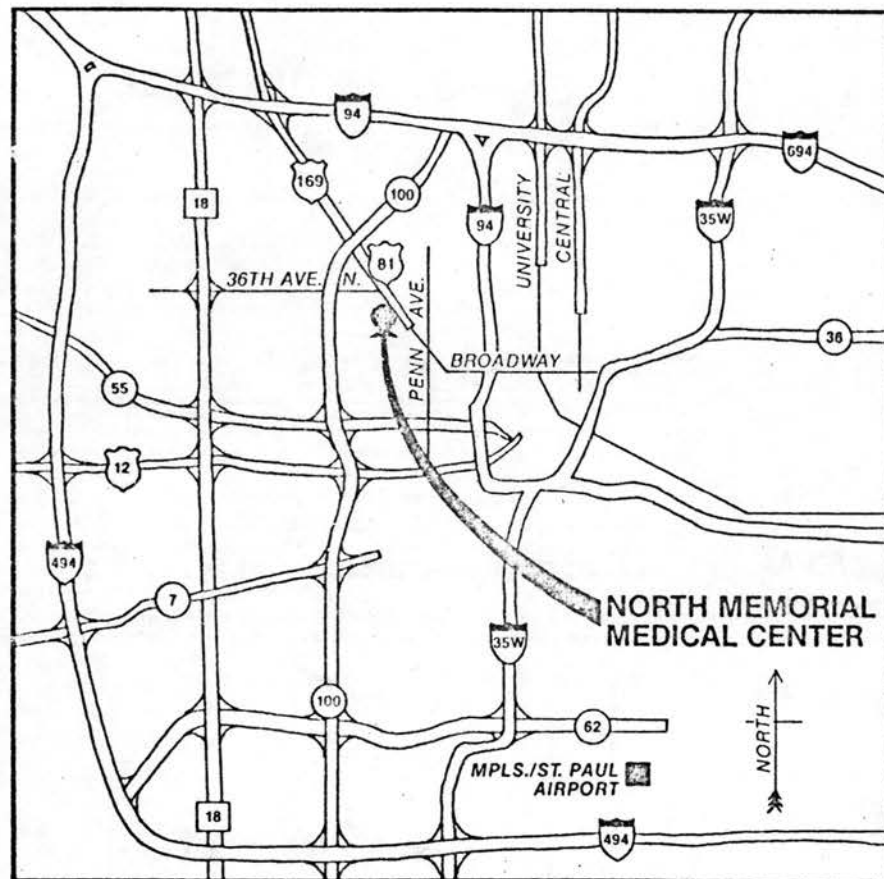 94
694
169
100
18
UNIVERSITY
CENTRAL
94
35W
81
36TH AVE. N.
PENN AVE.
BROADWAY
36
55
12
494
7
NORTH MEMORIAL
MEDICAL CENTER
35W
100
62
NORTH
MPLS./ST. PAUL
AIRPORT
18
494